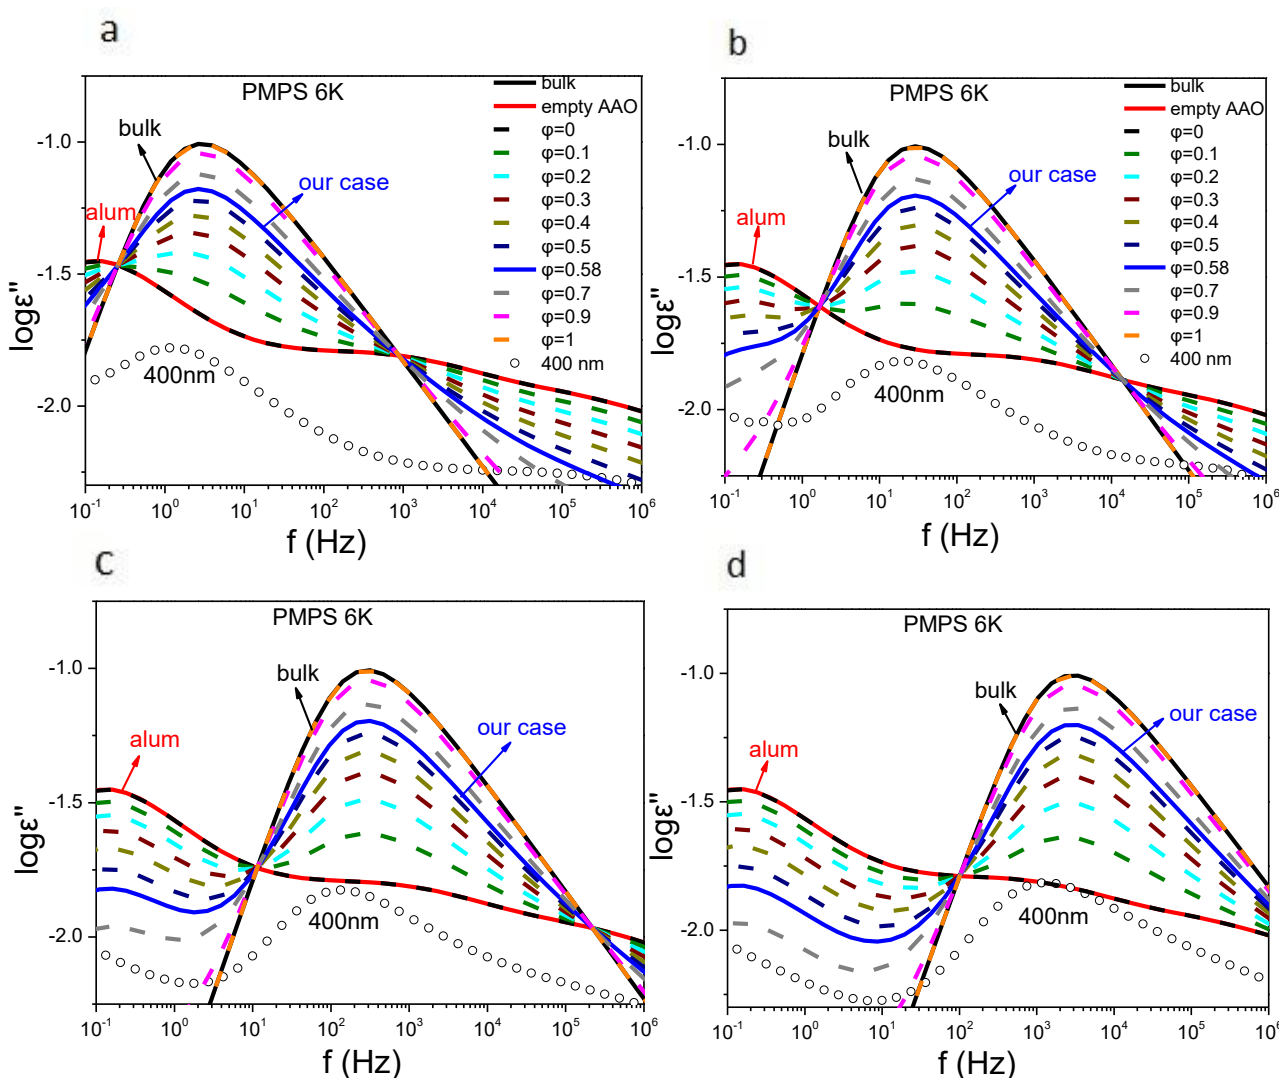 a
PMPS 6K
bulk
bulk
empty AAO
φ=0
φ=0.1
φ=0.2
φ=0.3
φ=0.4
φ=0.5
φ=0.58
φ=0.7
φ=0.9
φ=1
400 nm
our case
alum
400nm
-1.0
-1.5
-2.0
logε"
10⁻¹ 10⁰ 10¹ 10² 10³ 10⁴ 10⁵ 10⁶
f (Hz)
b
PMPS 6K
bulk
bulk
empty AAO
φ=0
φ=0.1
φ=0.2
φ=0.3
φ=0.4
φ=0.5
φ=0.58
φ=0.7
φ=0.9
φ=1
400 nm
our case
alum
400nm
-1.0
-1.5
-2.0
logε"
10⁻¹ 10⁰ 10¹ 10² 10³ 10⁴ 10⁵ 10⁶
f (Hz)
c
PMPS 6K
bulk
our case
alum
400nm
-1.0
-1.5
-2.0
logε"
10⁻¹ 10⁰ 10¹ 10² 10³ 10⁴ 10⁵ 10⁶
f (Hz)
d
PMPS 6K
bulk
our case
alum
400nm
-1.0
-1.5
-2.0
logε"
10⁻¹ 10⁰ 10¹ 10² 10³ 10⁴ 10⁵ 10⁶
f (Hz)